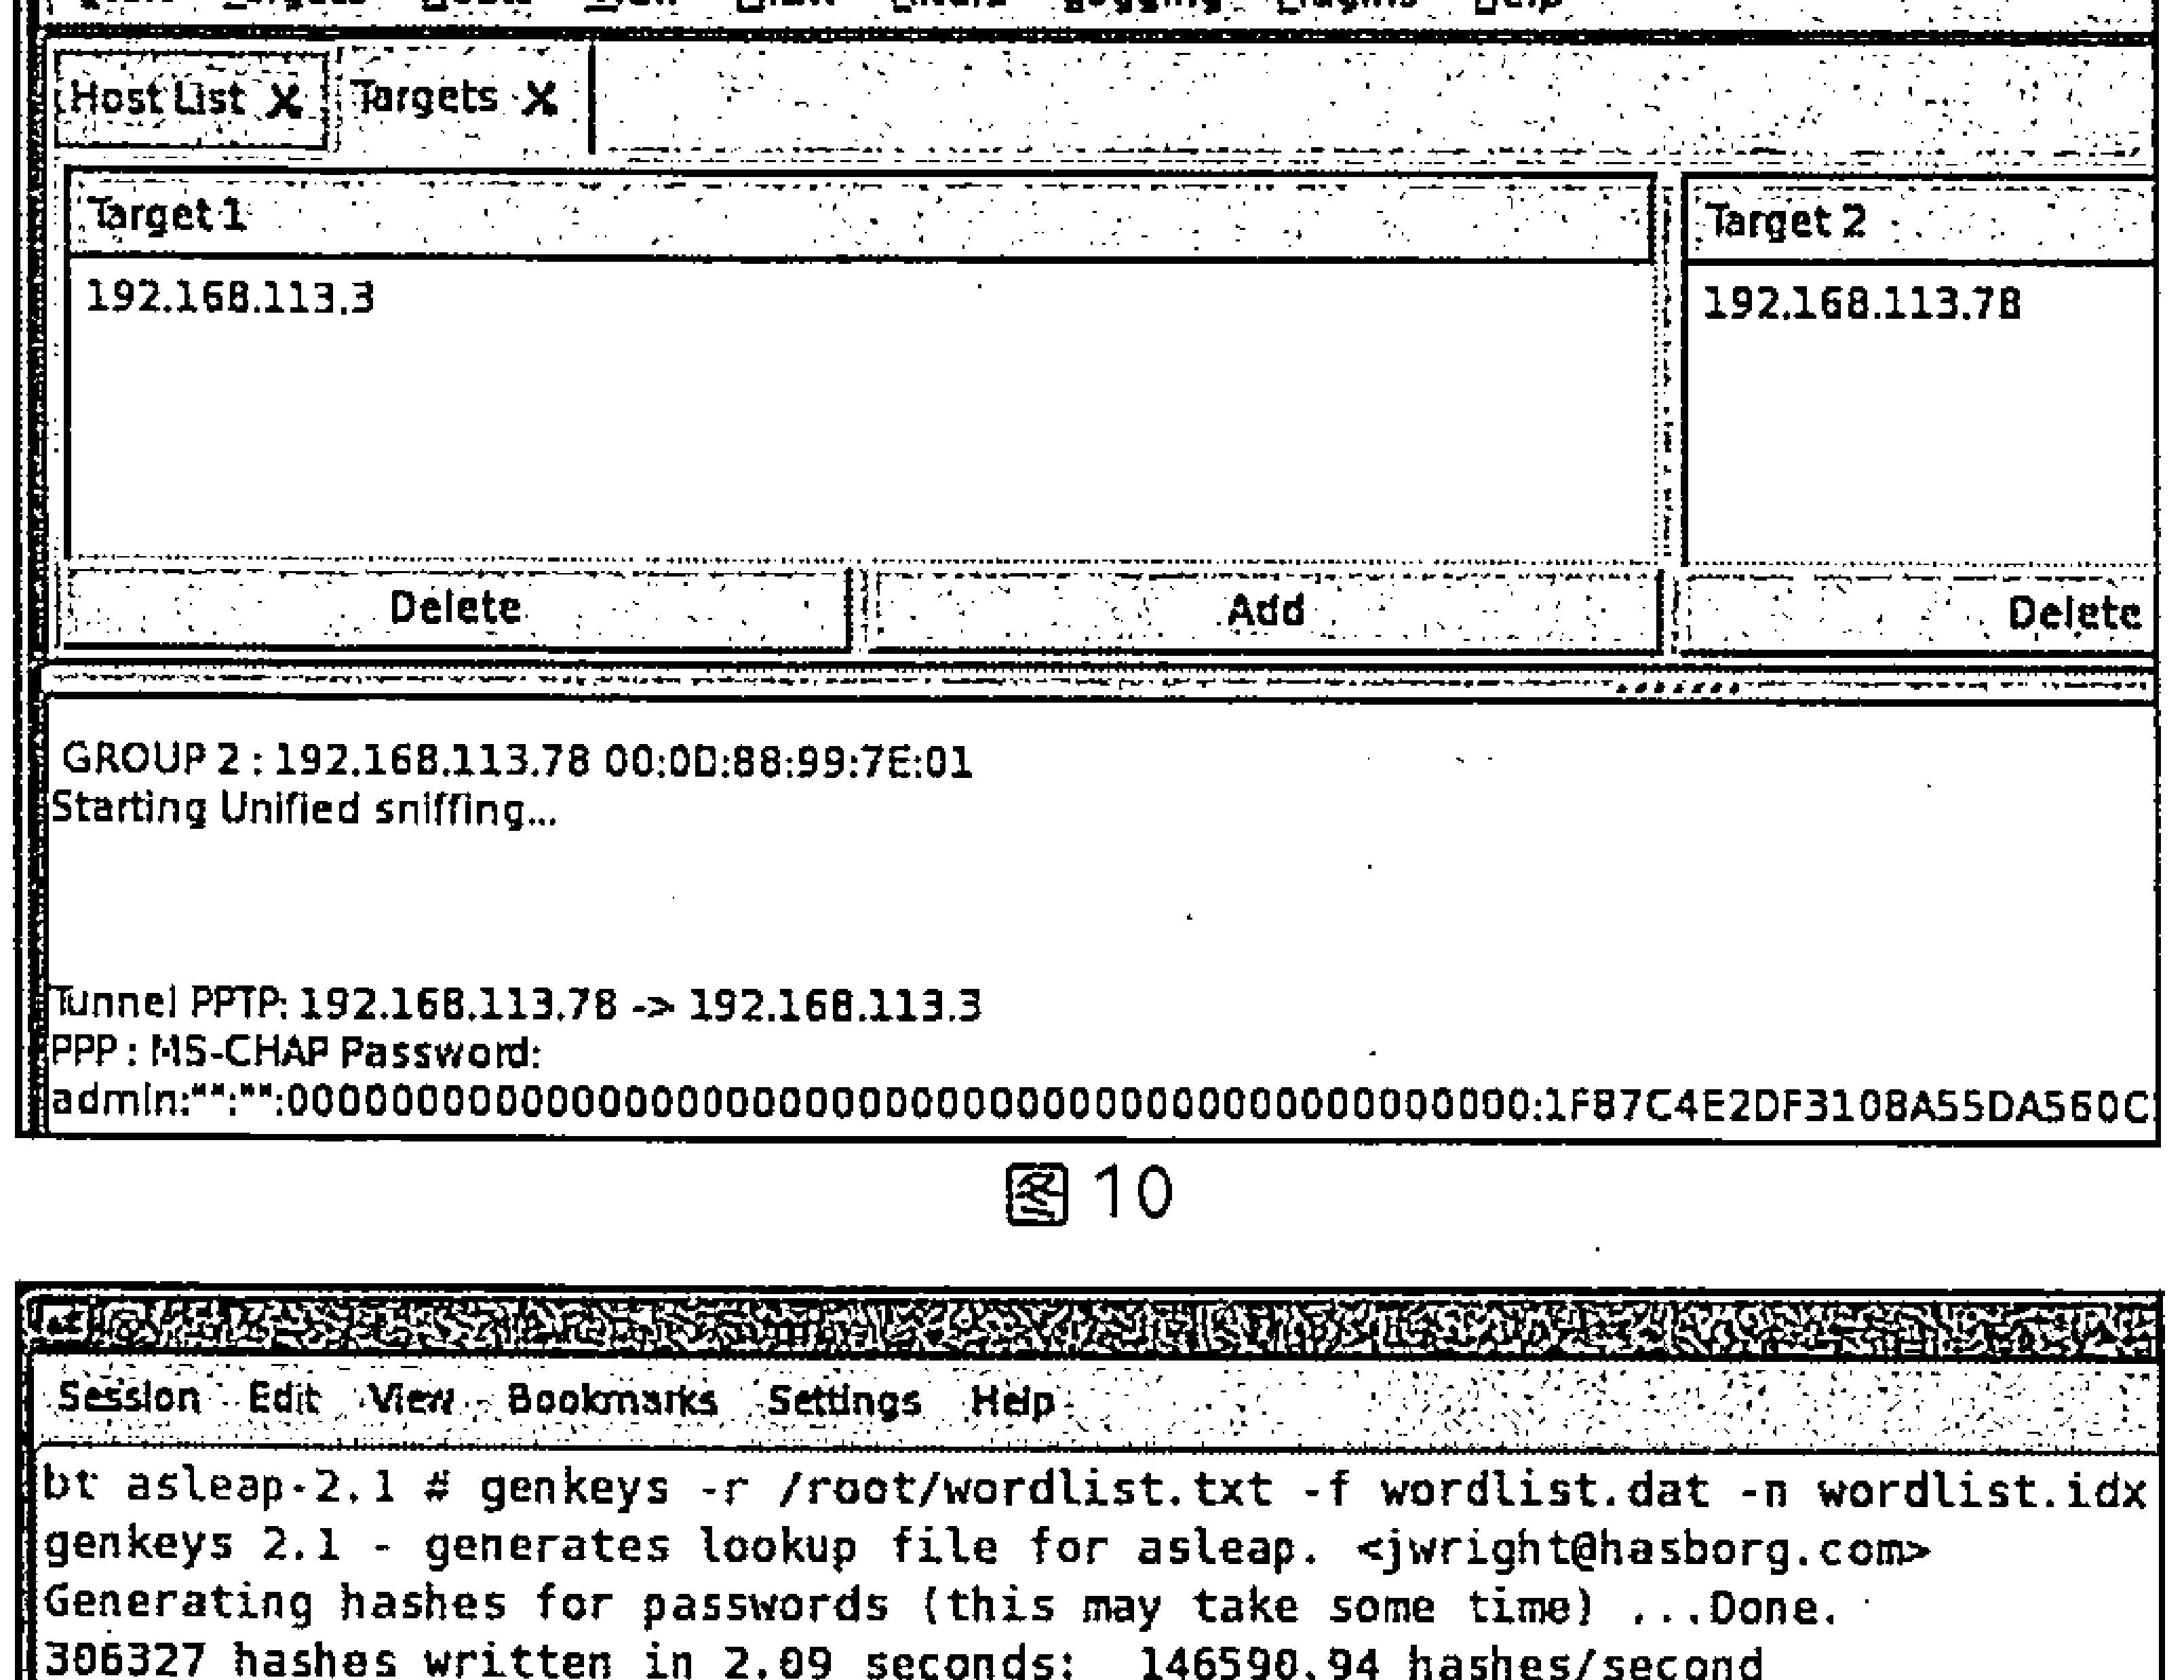 Host List X Targets X
Target 1 Target 2
192.168.113.3 192.168.113.78
Delete Add Delete
GROUP 2 : 192.168.113.78 00:0D:88:99:7E:01
Starting Unified sniffing...
Tunnel PPTP: 192.168.113.78 -> 192.168.113.3
PPP : MS-CHAP Password:
图 10
Session Edit View Bookmarks Settings Help
bt asleap-2.1 # genkeys -r /root/wordlist.txt -f wordlist.dat -n wordlist.idx
genkeys 2.1 - generates lookup file for asleap. <jwright@hasborg.com>
Generating hashes for passwords (this may take some time) ...Done.
306327 hashes written in 2.09 seconds: 146590.94 hashes/second